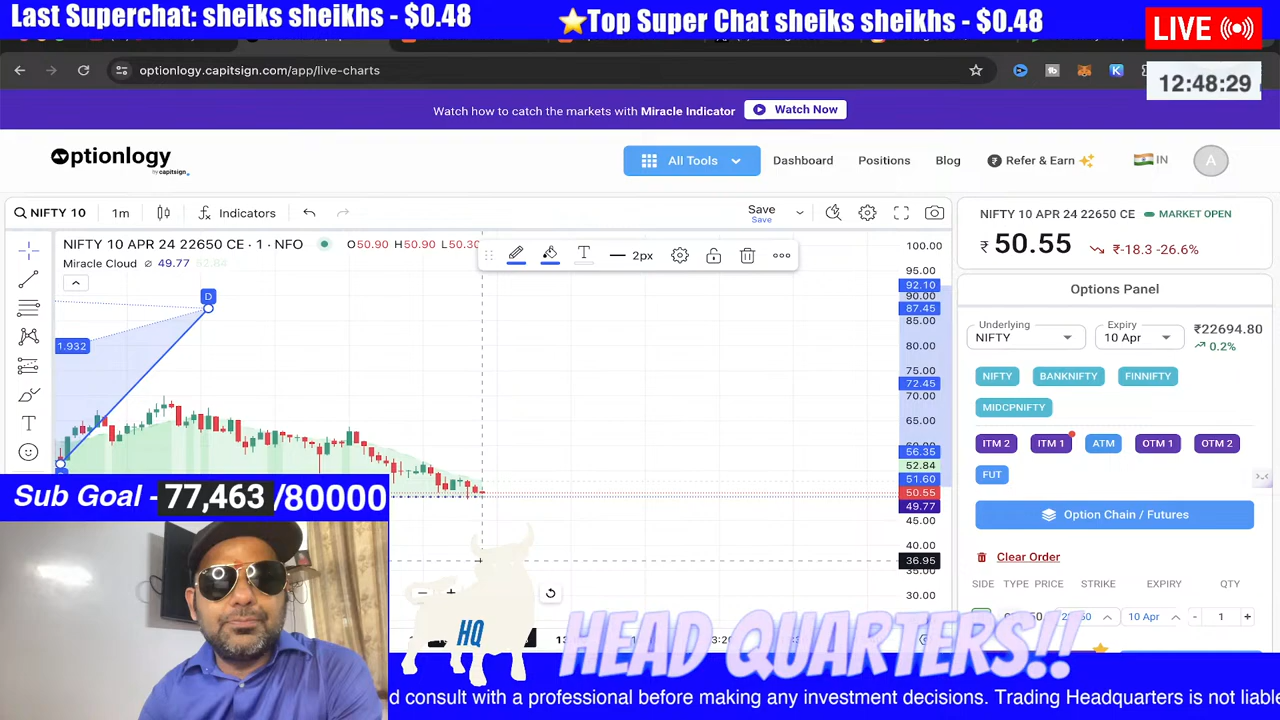 Last Superchat: sheiks sheikhs - $0.48
⭐Top Super Chat sheiks sheikhs - $0.48
LIVE
12:48:29
optionlogy.capitsign.com/app/live-charts
Watch how to catch the markets with Miracle Indicator
Watch Now
Optionlogy
by capitsign.
All Tools
Dashboard
Positions
Blog
Refer & Earn
IN
A
NIFTY 10
1m
Indicators
Save
Save
NIFTY 10 APR 24 22650 CE
MARKET OPEN
₹ 50.55
₹-18.3 -26.6%
NIFTY 10 APR 24 22650 CE · 1 · NFO
O50.90 H50.90 L50.30
Miracle Cloud ⌀ 49.77 52.84
T
2px
D
1.932
100.00
95.00
92.10
90.00
87.45
85.00
80.00
75.00
72.45
70.00
65.00
60.00
56.35
52.84
51.60
50.55
49.77
45.00
40.00
36.95
35.00
30.00
Options Panel
Underlying
NIFTY
Expiry
10 Apr
₹22694.80
0.2%
NIFTY
BANKNIFTY
FINNIFTY
MIDCPNIFTY
ITM 2
ITM 1
ATM
OTM 1
OTM 2
FUT
Option Chain / Futures
Clear Order
SIDE TYPE PRICE STRIKE EXPIRY QTY
10 Apr
- 1 +
Sub Goal - 77,463 /80000
HQ
HEAD QUARTERS!!
d consult with a professional before making any investment decisions. Trading Headquarters is not liable